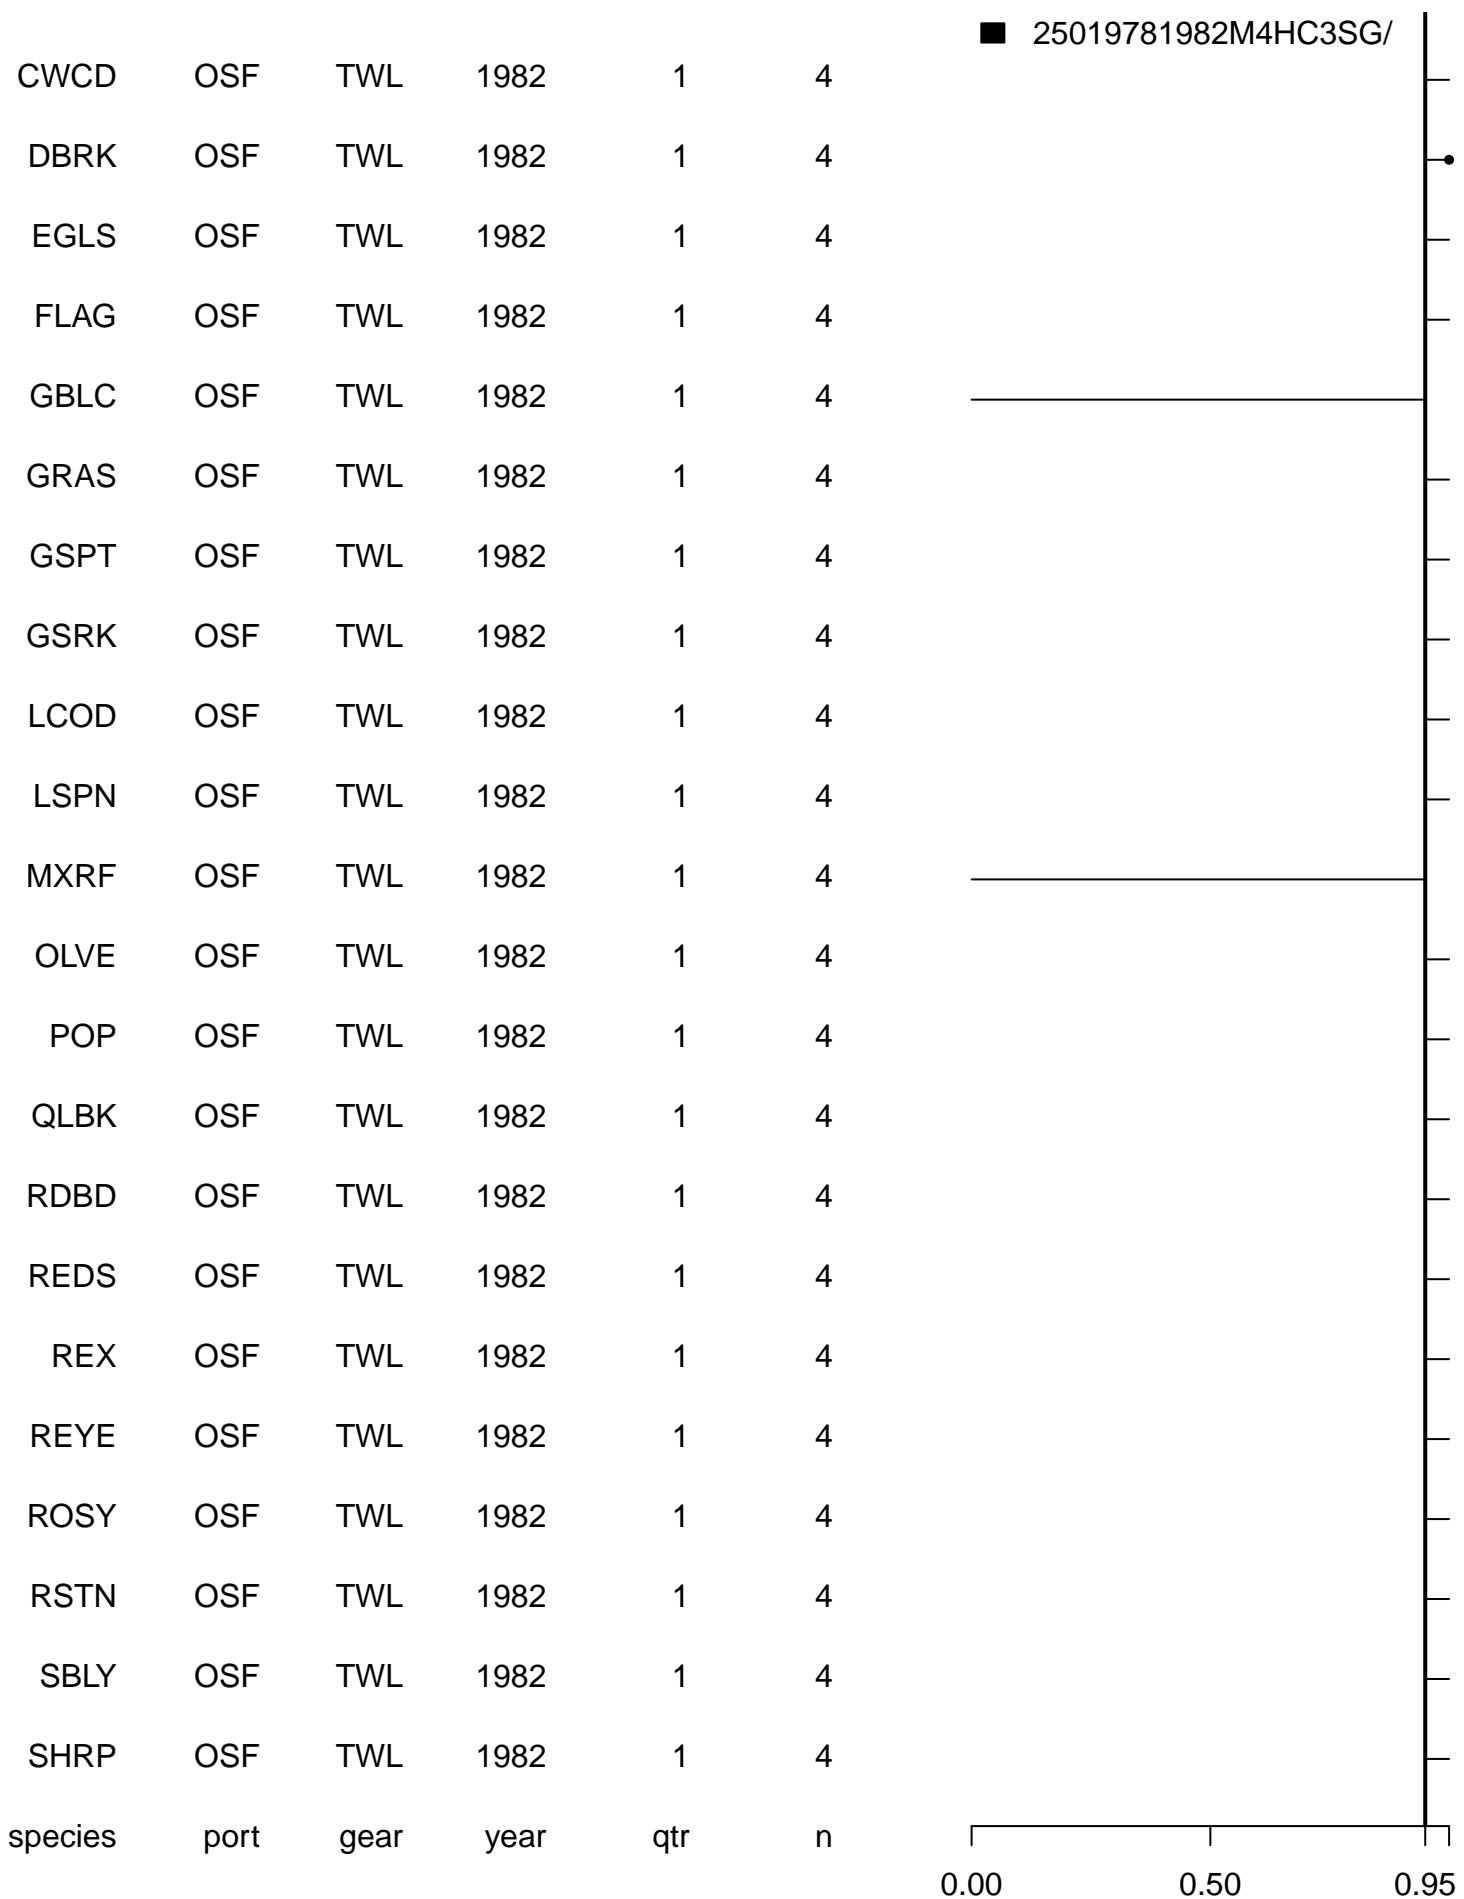 25019781982M4HC3SG/
CWCD OSF TWL 1982 1 4
DBRK OSF TWL 1982 1 4
EGLS OSF TWL 1982 1 4
FLAG OSF TWL 1982 1 4
GBLC OSF TWL 1982 1 4
GRAS OSF TWL 1982 1 4
GSPT OSF TWL 1982 1 4
GSRK OSF TWL 1982 1 4
LCOD OSF TWL 1982 1 4
LSPN OSF TWL 1982 1 4
MXRF OSF TWL 1982 1 4
OLVE OSF TWL 1982 1 4
POP OSF TWL 1982 1 4
QLBK OSF TWL 1982 1 4
RDBD OSF TWL 1982 1 4
REDS OSF TWL 1982 1 4
REX OSF TWL 1982 1 4
REYE OSF TWL 1982 1 4
ROSY OSF TWL 1982 1 4
RSTN OSF TWL 1982 1 4
SBLY OSF TWL 1982 1 4
SHRP OSF TWL 1982 1 4
species port gear year qtr n
0.00 0.50 0.95